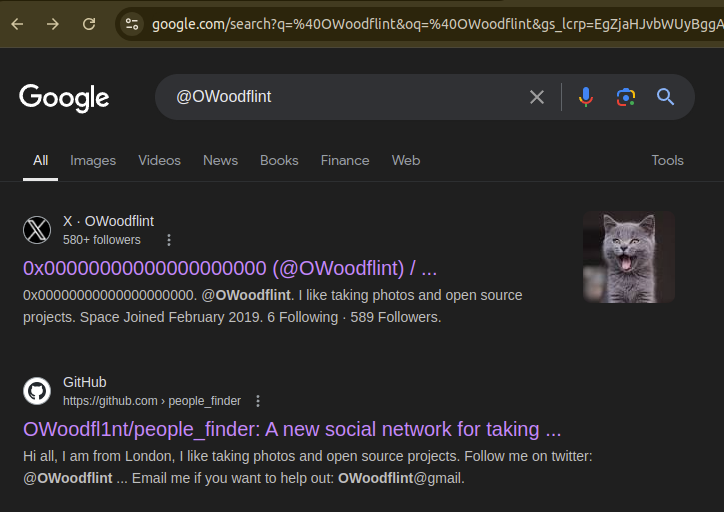 google.com/search?q=%40OWoodflint&oq=%40OWoodflint&gs_lcrp=EgZjaHJvbWUyBggA
Google
@OWoodflint
All Images Videos News Books Finance Web Tools
X · OWoodflint
580+ followers
0x00000000000000000000 (@OWoodflint) / ...
0x00000000000000000000. @OWoodflint. I like taking photos and open source
projects. Space Joined February 2019. 6 Following · 589 Followers.
GitHub
https://github.com › people_finder
OWoodfl1nt/people_finder: A new social network for taking ...
Hi all, I am from London, I like taking photos and open source projects. Follow me on twitter:
@OWoodflint ... Email me if you want to help out: OWoodflint@gmail.